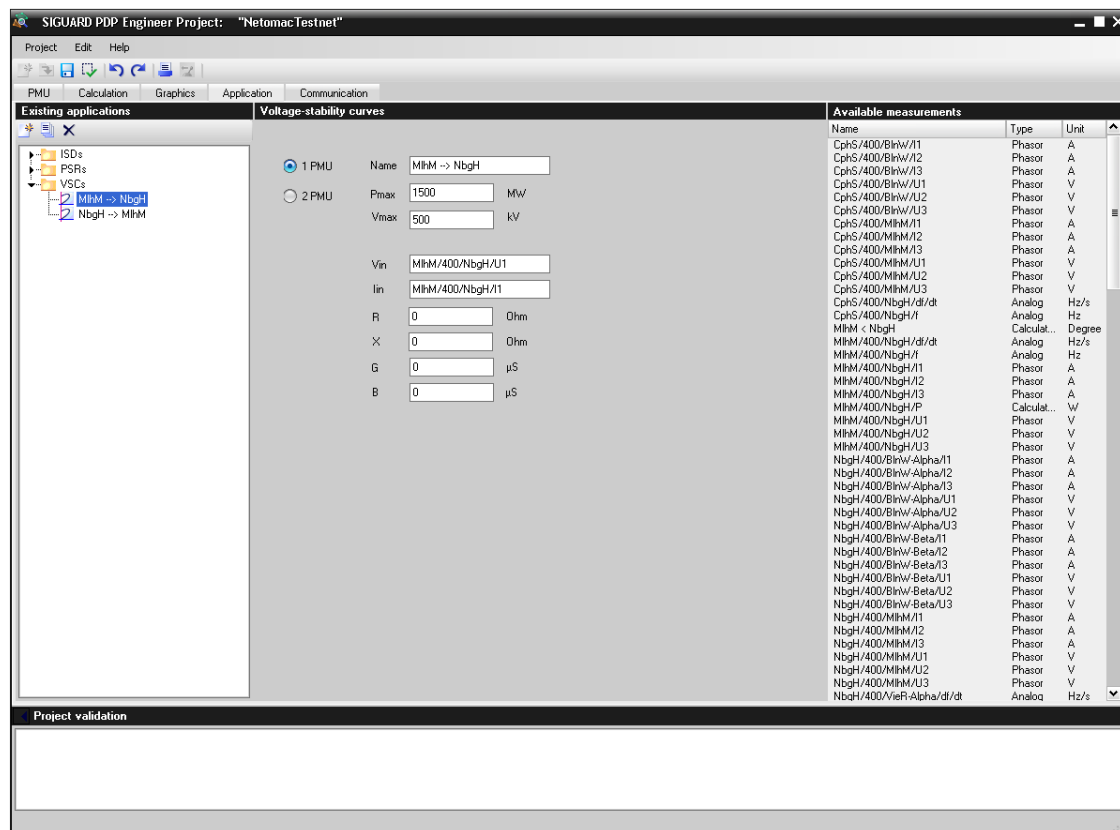 SIGUARD PDP Engineer Project: "NetomacTestnet"
Project Edit Help
PMU Calculation Graphics Application Communication
Existing applications
ISDs
PSRs
VSCs
MlhM --> NbgH
NbgH --> MlhM
Voltage-stability curves
1 PMU
2 PMU
Name MlhM --> NbgH
Pmax 1500 MW
Vmax 500 kV
Vin MlhM/400/NbgH/U1
Iin MlhM/400/NbgH/I1
R 0 Ohm
X 0 Ohm
G 0 µS
B 0 µS
Available measurements
Name Type Unit
CphS/400/BlnW/I1 Phasor A
CphS/400/BlnW/I2 Phasor A
CphS/400/BlnW/I3 Phasor A
CphS/400/BlnW/U1 Phasor V
CphS/400/BlnW/U2 Phasor V
CphS/400/BlnW/U3 Phasor V
CphS/400/MlhM/I1 Phasor A
CphS/400/MlhM/I2 Phasor A
CphS/400/MlhM/I3 Phasor A
CphS/400/MlhM/U1 Phasor V
CphS/400/MlhM/U2 Phasor V
CphS/400/MlhM/U3 Phasor V
CphS/400/NbgH/df/dt Analog Hz/s
CphS/400/NbgH/f Analog Hz
MlhM < NbgH Calculat... Degree
MlhM/400/NbgH/df/dt Analog Hz/s
MlhM/400/NbgH/f Analog Hz
MlhM/400/NbgH/I1 Phasor A
MlhM/400/NbgH/I2 Phasor A
MlhM/400/NbgH/I3 Phasor A
MlhM/400/NbgH/P Calculat... W
MlhM/400/NbgH/U1 Phasor V
MlhM/400/NbgH/U2 Phasor V
MlhM/400/NbgH/U3 Phasor V
NbgH/400/BlnW-Alpha/I1 Phasor A
NbgH/400/BlnW-Alpha/I2 Phasor A
NbgH/400/BlnW-Alpha/I3 Phasor A
NbgH/400/BlnW-Alpha/U1 Phasor V
NbgH/400/BlnW-Alpha/U2 Phasor V
NbgH/400/BlnW-Alpha/U3 Phasor V
NbgH/400/BlnW-Beta/I1 Phasor A
NbgH/400/BlnW-Beta/I2 Phasor A
NbgH/400/BlnW-Beta/I3 Phasor A
NbgH/400/BlnW-Beta/U1 Phasor V
NbgH/400/BlnW-Beta/U2 Phasor V
NbgH/400/BlnW-Beta/U3 Phasor V
NbgH/400/MlhM/I1 Phasor A
NbgH/400/MlhM/I2 Phasor A
NbgH/400/MlhM/I3 Phasor A
NbgH/400/MlhM/U1 Phasor V
NbgH/400/MlhM/U2 Phasor V
NbgH/400/MlhM/U3 Phasor V
NbgH/400/VieR-Alpha/df/dt Analog Hz/s
Project validation